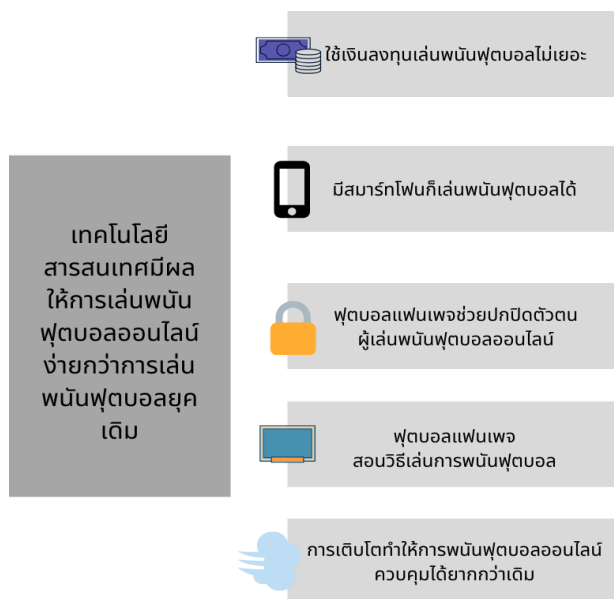 เทคโนโลยี
สารสนเทศมีผล
ให้การเล่นพนัน
ฟุตบอลออนไลน์
ง่ายกว่าการเล่น
พนันฟุตบอลยุค
เดิม
ใช้เงินลงทุนเล่นพนันฟุตบอลไม่เยอะ
มีสมาร์ทโฟนก็เล่นพนันฟุตบอลได้
ฟุตบอลแฟนเพจช่วยปกปิดตัวตน
ผู้เล่นพนันฟุตบอลออนไลน์
ฟุตบอลแฟนเพจ
สอนวิธีเล่นการพนันฟุตบอล
การเติบโตทำให้การพนันฟุตบอลออนไลน์
ควบคุมได้ยากกว่าเดิม